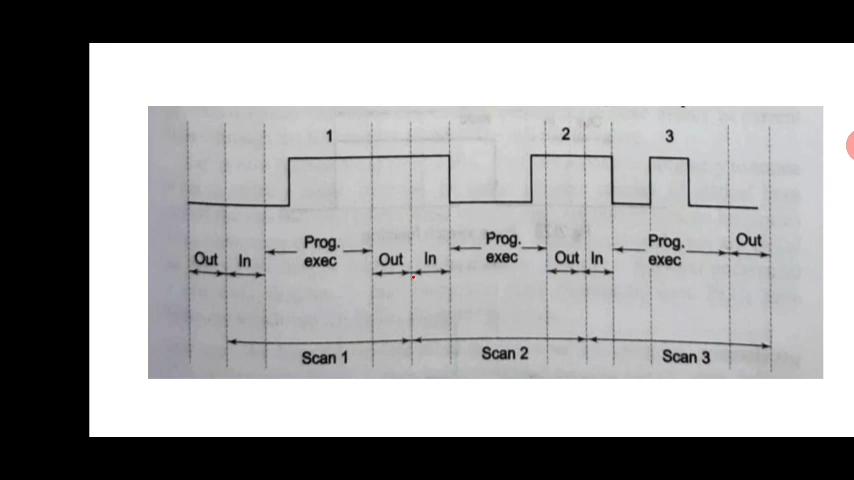 1 2 3
Out In Prog. exec Out In Prog. exec Out In Prog. exec Out
Scan 1 Scan 2 Scan 3